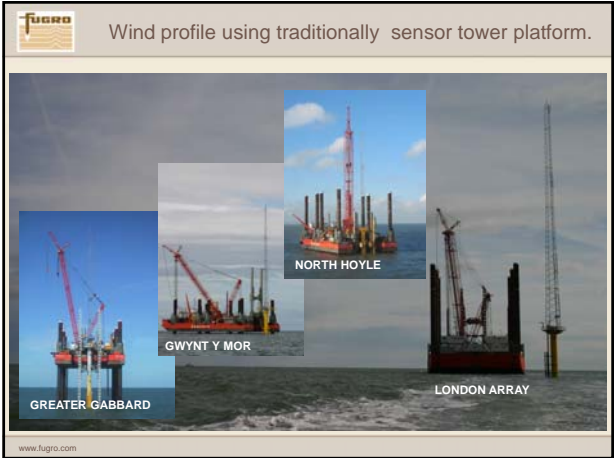 FUGRO
Wind profile using traditionally sensor tower platform.
NORTH HOYLE
GWYNT Y MOR
LONDON ARRAY
GREATER GABBARD
www.fugro.com